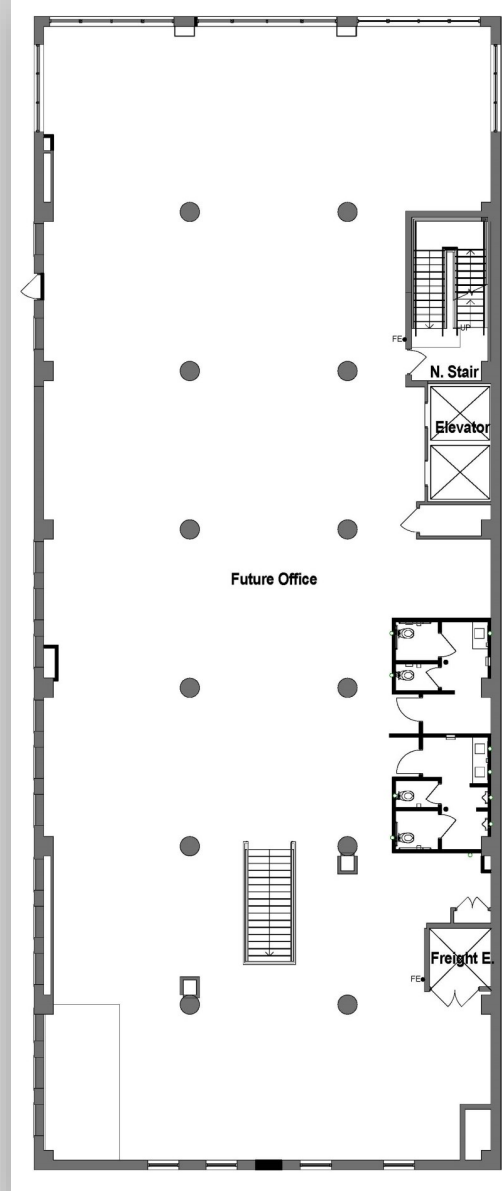 UP
FE
N. Stair
Elevator
Future Office
Freight E.
FE